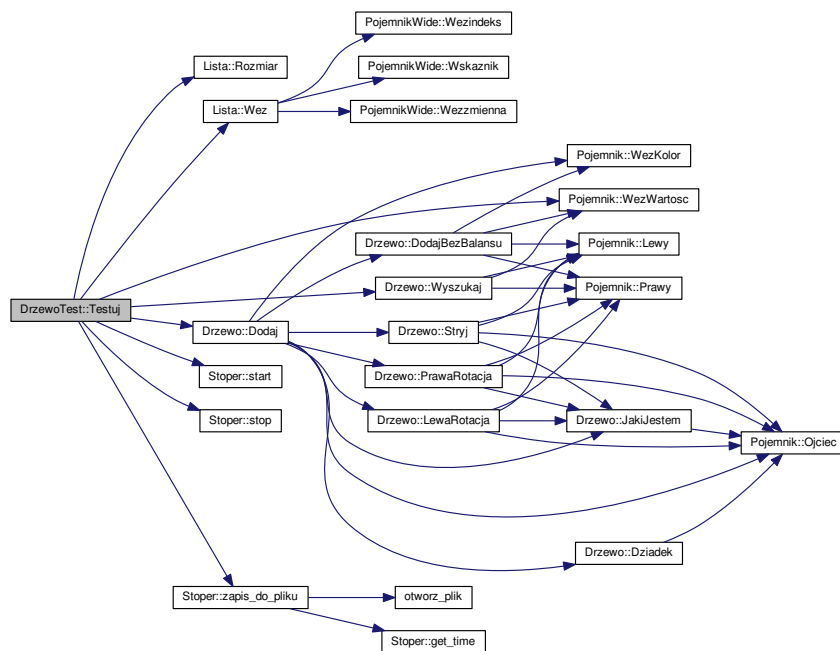 PojemnikWide::Wezindeks
Lista::Rozmiar
PojemnikWide::Wskaznik
Lista::Wez
PojemnikWide::Wezzmienna
Pojemnik::WezKolor
Pojemnik::WezWartosc
Drzewo::DodajBezBalansu
Pojemnik::Lewy
Drzewo::Wyszukaj
Pojemnik::Prawy
DrzewoTest::Testuj
Drzewo::Dodaj
Drzewo::Stryj
Stoper::start
Drzewo::PrawaRotacja
Stoper::stop
Drzewo::LewaRotacja
Drzewo::JakiJestem
Pojemnik::Ojciec
Drzewo::Dziadek
Stoper::zapis_do_pliku
otworz_plik
Stoper::get_time